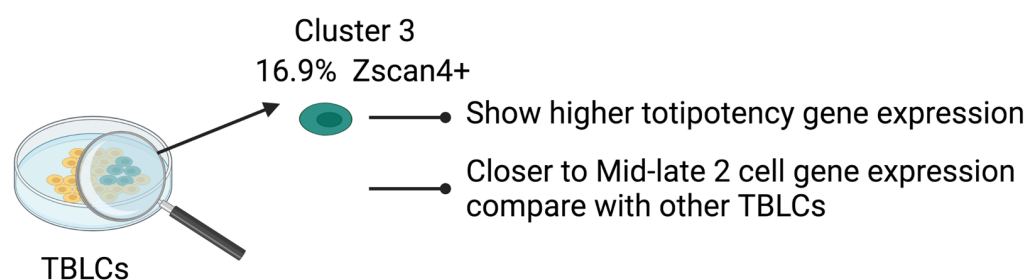 Cluster 3
16.9% Zscan4+
Show higher totipotency gene expression
Closer to Mid-late 2 cell gene expression
compare with other TBLCs
TBLCs